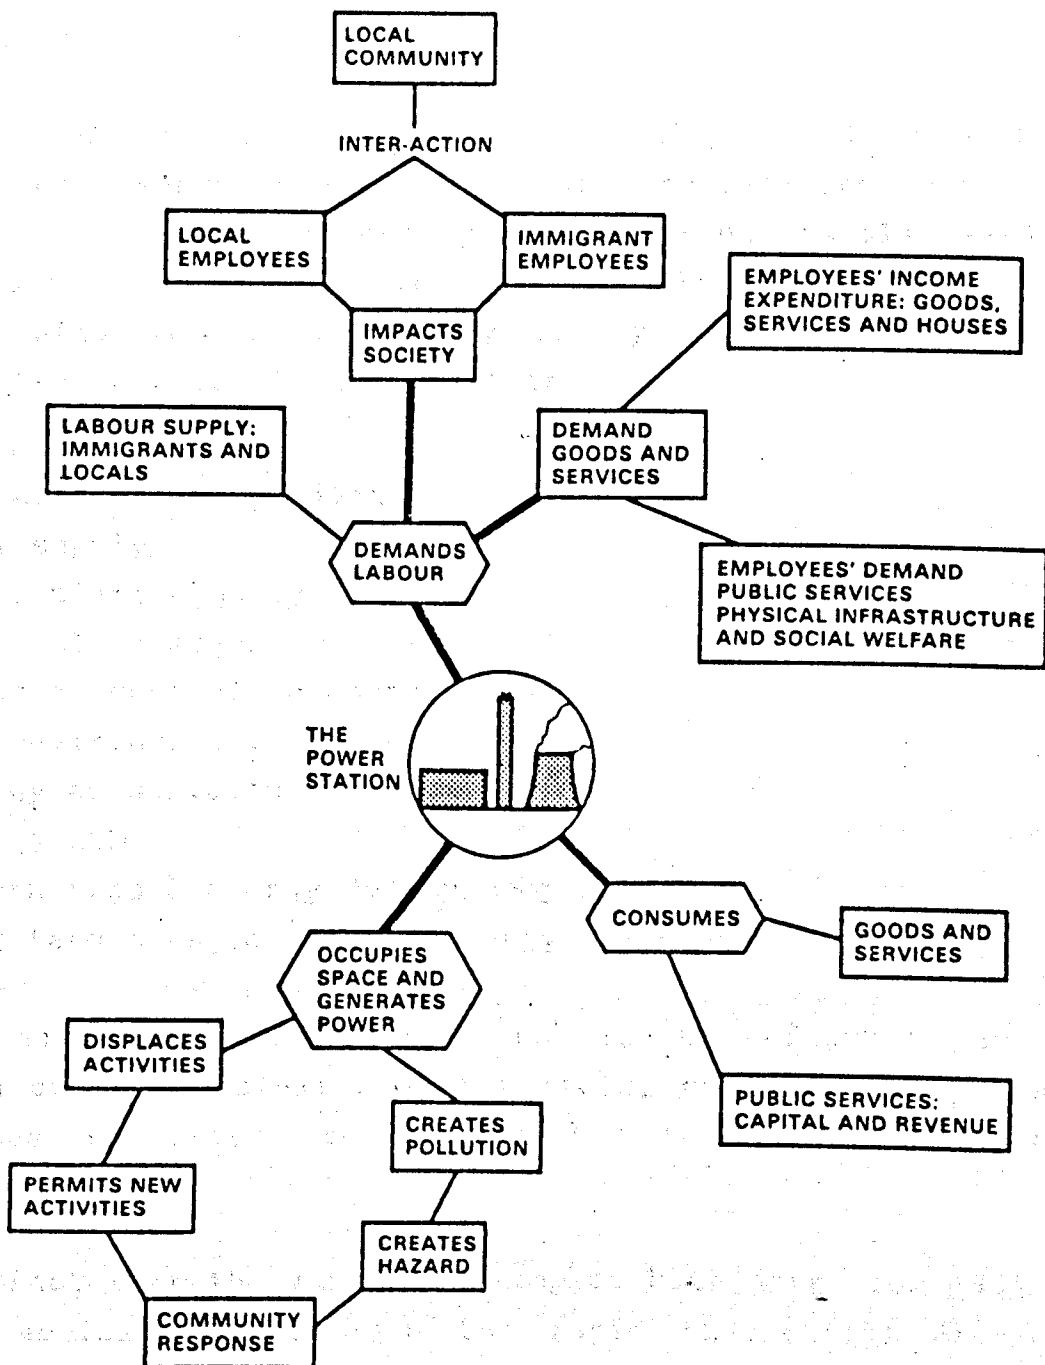 LOCAL
COMMUNITY
INTER-ACTION
LOCAL
EMPLOYEES
IMMIGRANT
EMPLOYEES
IMPACTS
SOCIETY
EMPLOYEES' INCOME
EXPENDITURE: GOODS,
SERVICES AND HOUSES
LABOUR SUPPLY:
IMMIGRANTS AND
LOCALS
DEMAND
GOODS AND
SERVICES
DEMANDS
LABOUR
EMPLOYEES' DEMAND
PUBLIC SERVICES
PHYSICAL INFRASTRUCTURE
AND SOCIAL WELFARE
THE
POWER
STATION
CONSUMES
GOODS AND
SERVICES
OCCUPIES
SPACE AND
GENERATES
POWER
DISPLACES
ACTIVITIES
PUBLIC SERVICES:
CAPITAL AND REVENUE
CREATES
POLLUTION
PERMITS NEW
ACTIVITIES
CREATES
HAZARD
COMMUNITY
RESPONSE